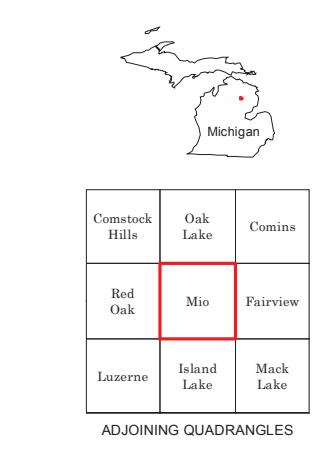 Michigan
Comstock
Hills
Oak
Lake
Comins
Red
Oak
Mio
Fairview
Luzerne
Island
Lake
Mack
Lake
ADJOINING QUADRANGLES